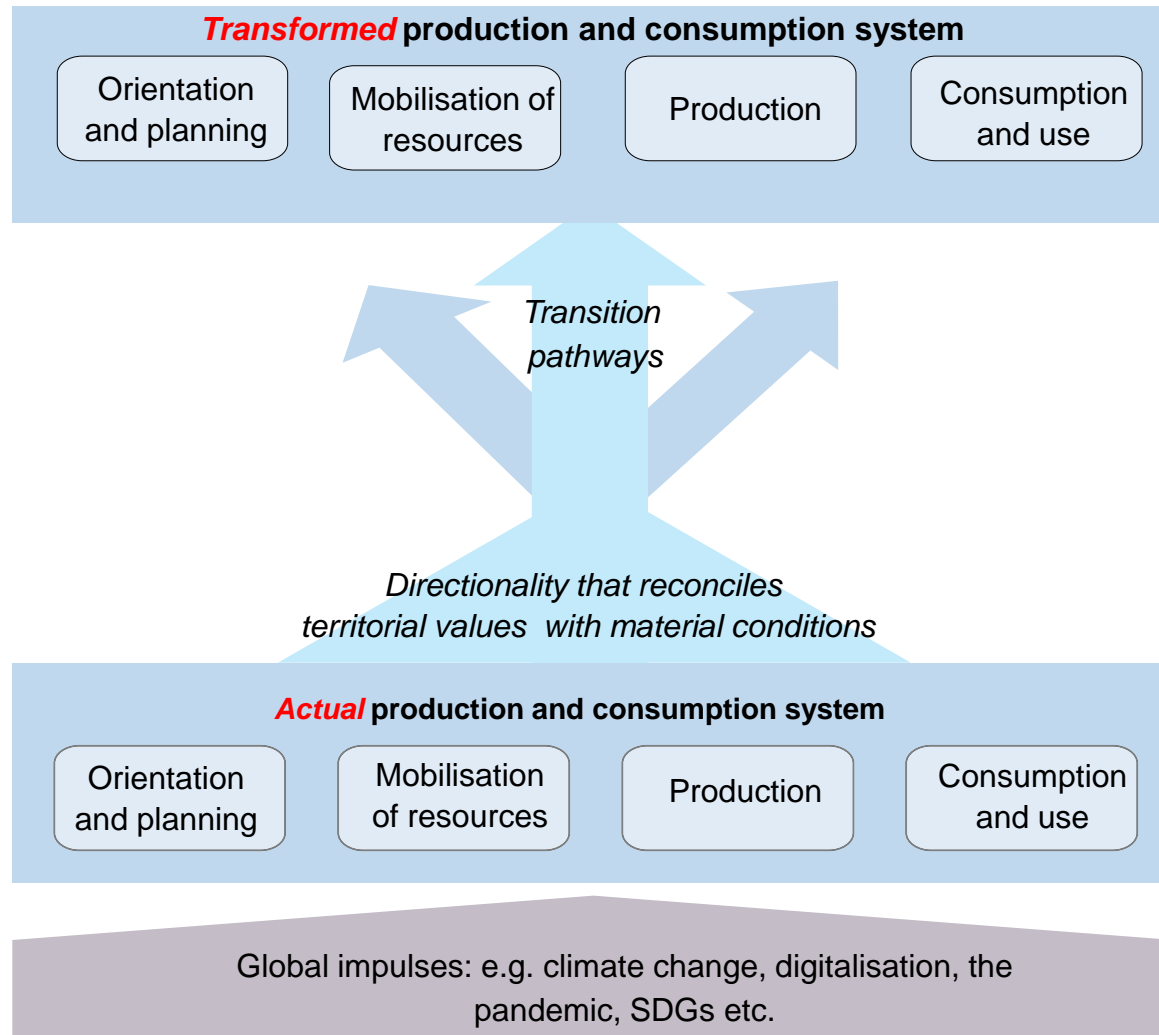 Transformed production and consumption system
Orientation
and planning
Mobilisation of
resources
Production
Consumption
and use
Transition
pathways
Directionality that reconciles
territorial values with material conditions
Actual production and consumption system
Orientation
and planning
Mobilisation
of resources
Production
Consumption
and use
Global impulses: e.g. climate change, digitalisation, the
pandemic, SDGs etc.